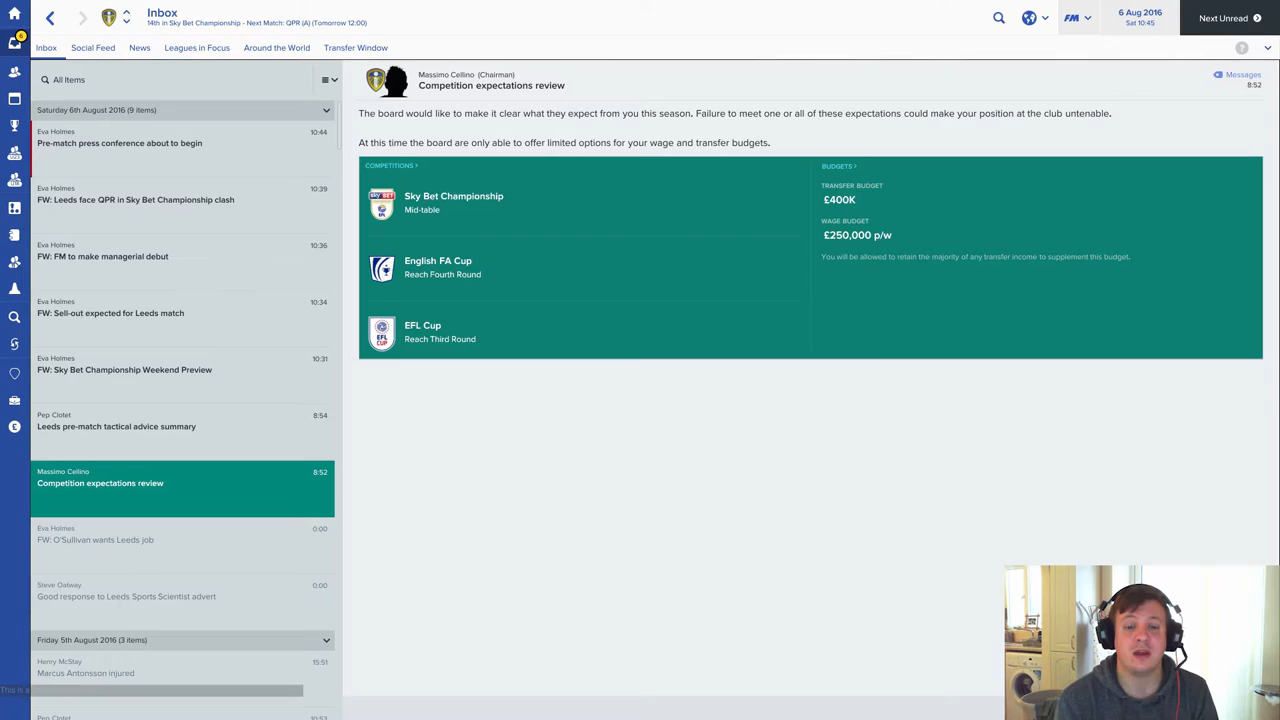 Inbox
14th in Sky Bet Championship - Next Match: QPR (A) (Tomorrow 12:00)
FM
6 Aug 2016
Sat 10:45
Next Unread
6
Inbox
Social Feed
News
Leagues in Focus
Around the World
Transfer Window
?
All Items
Saturday 6th August 2016 (9 items)
Eva Holmes 10:44
Pre-match press conference about to begin
Eva Holmes 10:39
FW: Leeds face QPR in Sky Bet Championship clash
Eva Holmes 10:36
FW: FM to make managerial debut
Eva Holmes 10:34
FW: Sell-out expected for Leeds match
Eva Holmes 10:31
FW: Sky Bet Championship Weekend Preview
Pep Clotet 8:54
Leeds pre-match tactical advice summary
Massimo Cellino 8:52
Competition expectations review
Eva Holmes 0:00
FW: O'Sullivan wants Leeds job
Steve Oatway 0:00
Good response to Leeds Sports Scientist advert
Friday 5th August 2016 (3 items)
Henry McStay 15:51
Marcus Antonsson injured
This is a
Pep Clotet 10:53
Massimo Cellino (Chairman)
Competition expectations review
Messages
8:52
The board would like to make it clear what they expect from you this season. Failure to meet one or all of these expectations could make your position at the club untenable.
At this time the board are only able to offer limited options for your wage and transfer budgets.
COMPETITIONS >
Sky Bet Championship
Mid-table
English FA Cup
Reach Fourth Round
EFL CUP
EFL Cup
Reach Third Round
BUDGETS >
TRANSFER BUDGET
£400K
WAGE BUDGET
£250,000 p/w
You will be allowed to retain the majority of any transfer income to supplement this budget.